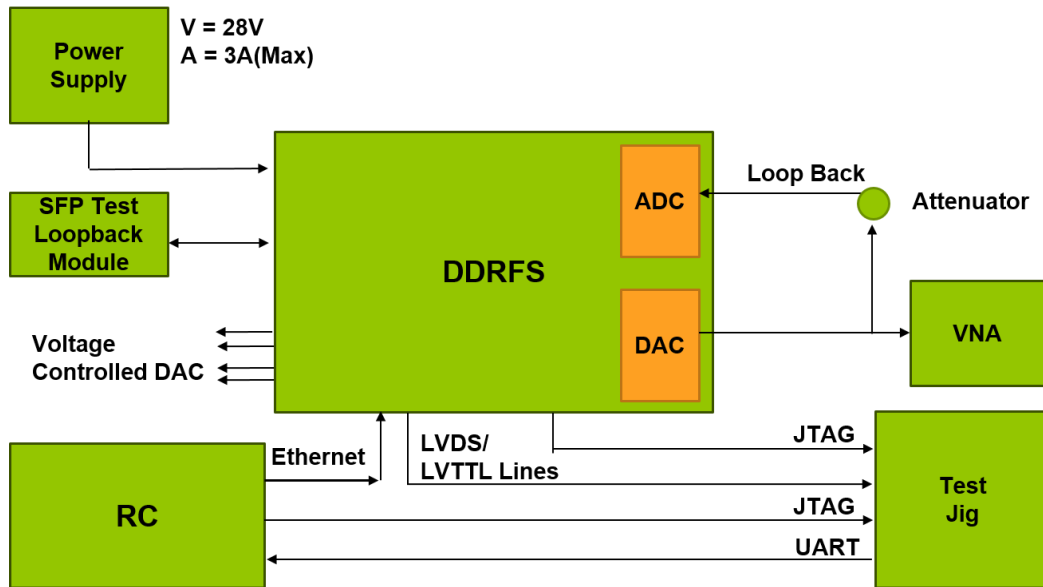 Power
Supply
V = 28V
A = 3A(Max)
SFP Test
Loopback
Module
DDRFS
ADC
Loop Back
Attenuator
DAC
VNA
Voltage
Controlled DAC
Ethernet
LVDS/
LVTTL Lines
JTAG
RC
JTAG
UART
Test
Jig